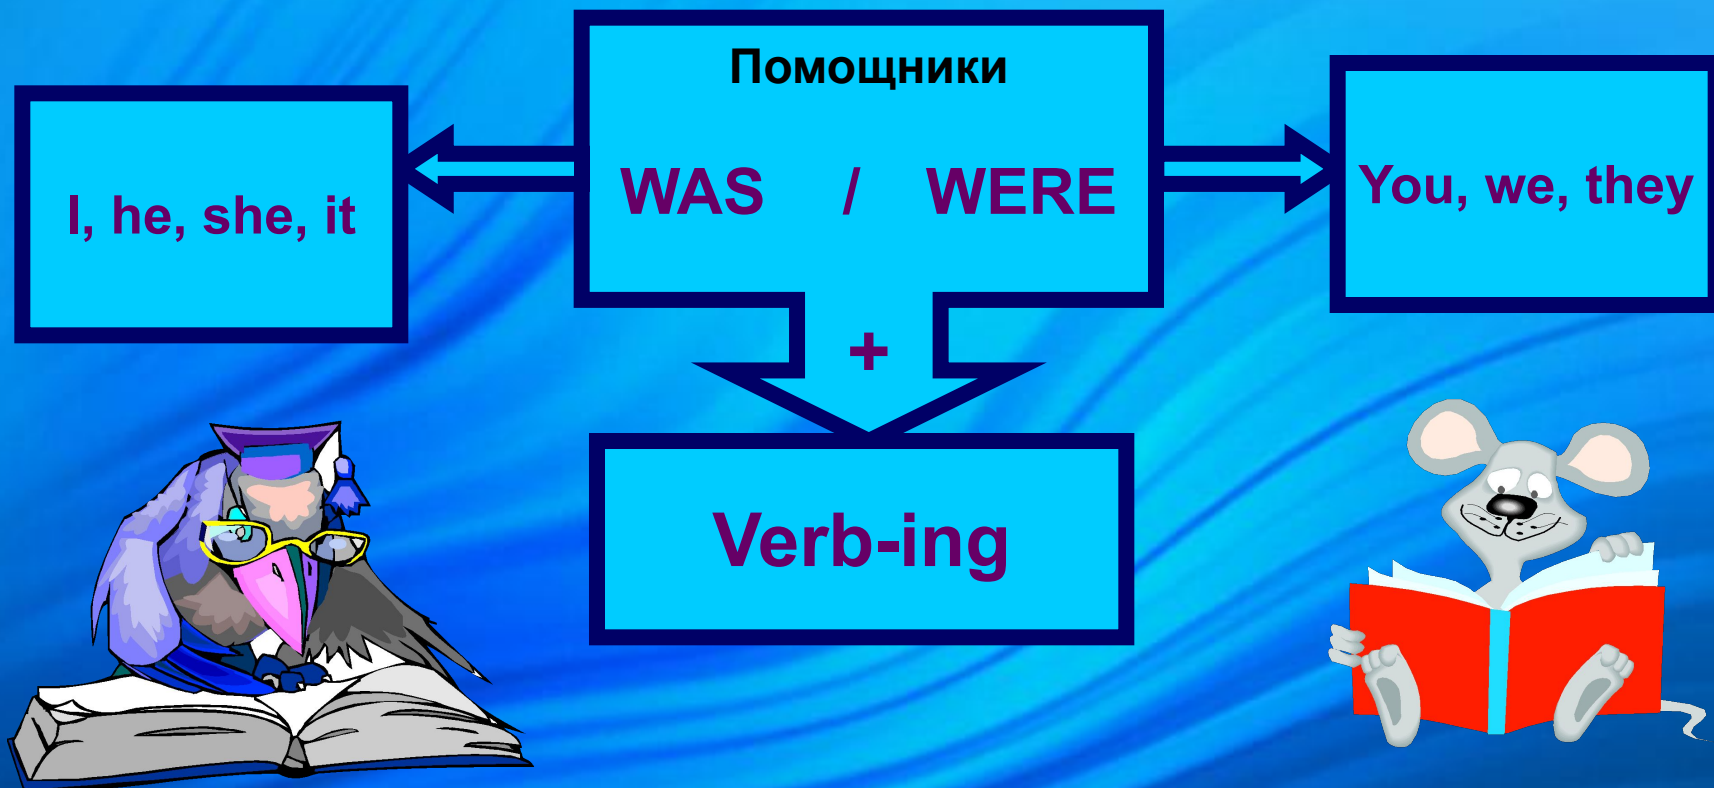 Помощники
I, he, she, it
WAS / WERE
You, we, they
+
Verb-ing